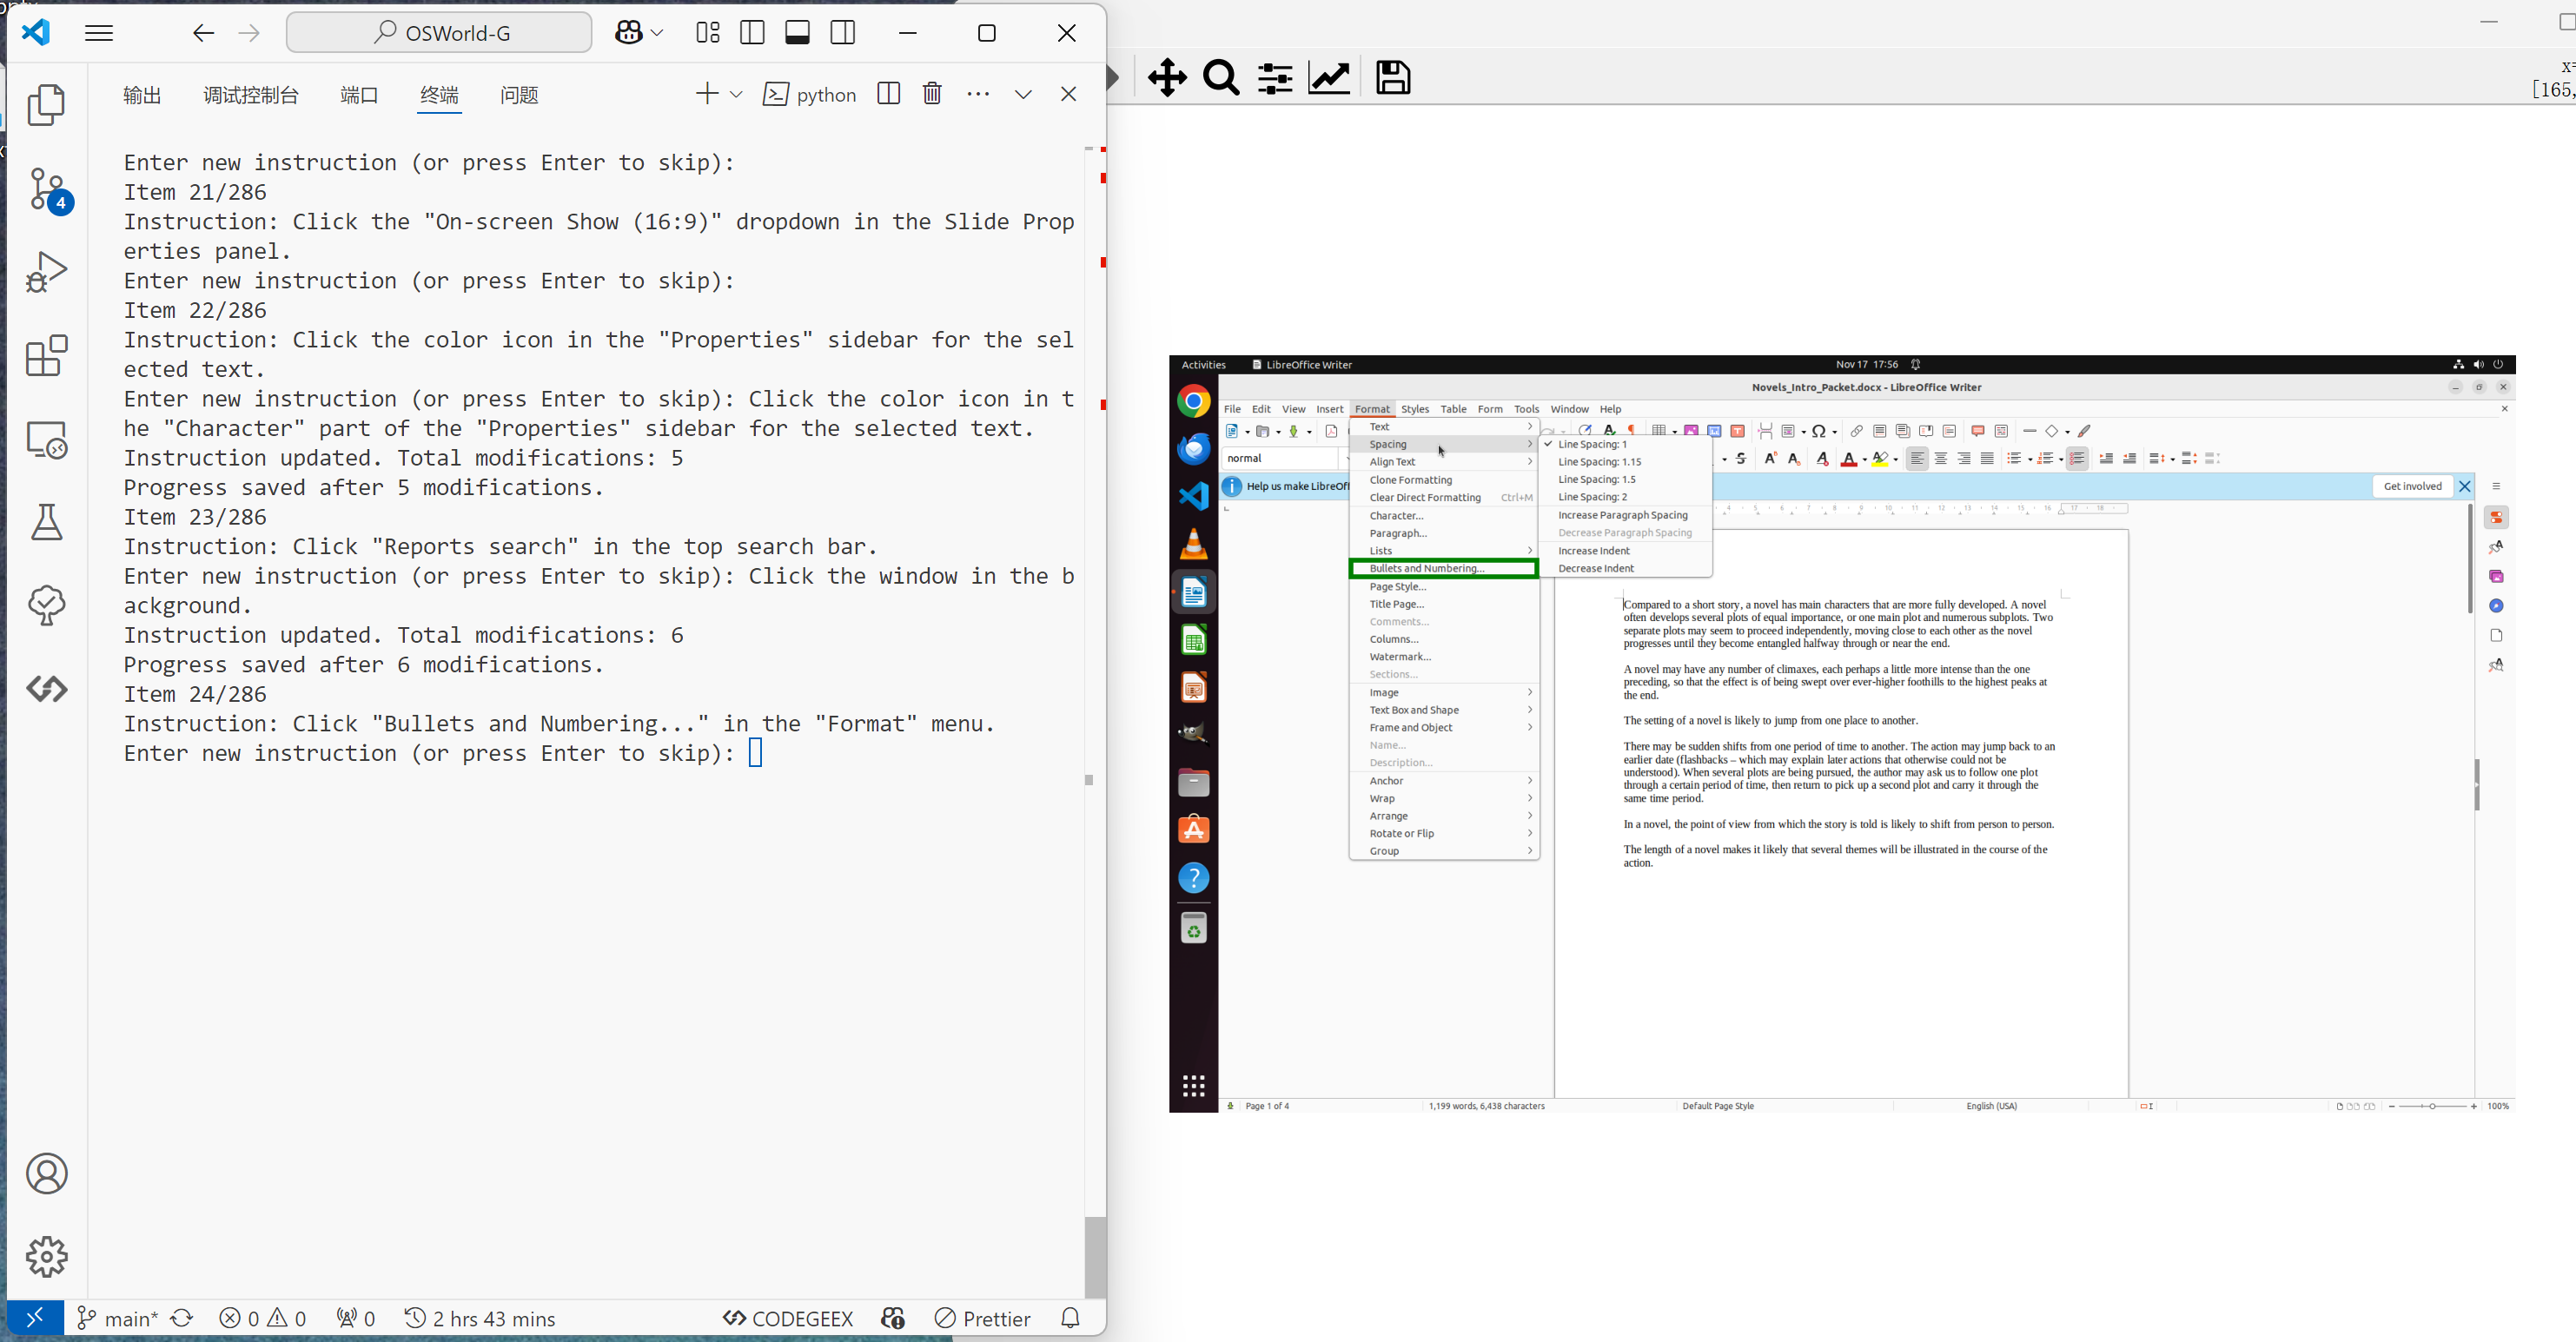 OSWorld-G
输出 调试控制台 端口 终端 问题
python
Enter new instruction (or press Enter to skip):
Item 21/286
Instruction: Click the "On-screen Show (16:9)" dropdown in the Slide Prop
erties panel.
Enter new instruction (or press Enter to skip):
Item 22/286
Instruction: Click the color icon in the "Properties" sidebar for the sel
ected text.
Enter new instruction (or press Enter to skip): Click the color icon in t
he "Character" part of the "Properties" sidebar for the selected text.
Instruction updated. Total modifications: 5
Progress saved after 5 modifications.
Item 23/286
Instruction: Click "Reports search" in the top search bar.
Enter new instruction (or press Enter to skip): Click the window in the b
ackground.
Instruction updated. Total modifications: 6
Progress saved after 6 modifications.
Item 24/286
Instruction: Click "Bullets and Numbering..." in the "Format" menu.
Enter new instruction (or press Enter to skip):
4
main* 0 0 0 2 hrs 43 mins CODEGEEX Prettier
x=
[165,
Activities LibreOffice Writer Nov 17 17:56
Novels_Intro_Packet.docx - LibreOffice Writer
File Edit View Insert Format Styles Table Form Tools Window Help
normal
Get involved
Text
Spacing
Align Text
Clone Formatting
Clear Direct Formatting Ctrl+M
Character...
Paragraph...
Lists
Bullets and Numbering...
Page Style...
Title Page...
Comments...
Columns...
Watermark...
Sections...
Image
Text Box and Shape
Frame and Object
Name...
Description...
Anchor
Wrap
Arrange
Rotate or Flip
Group
Line Spacing: 1
Line Spacing: 1.15
Line Spacing: 1.5
Line Spacing: 2
Increase Paragraph Spacing
Decrease Paragraph Spacing
Increase Indent
Decrease Indent
Help us make LibreOff
Compared to a short story, a novel has main characters that are more fully developed. A novel
often develops several plots of equal importance, or one main plot and numerous subplots. Two
separate plots may seem to proceed independently, moving close to each other as the novel
progresses until they become entangled halfway through or near the end.
A novel may have any number of climaxes, each perhaps a little more intense than the one
preceding, so that the effect is of being swept over ever-higher foothills to the highest peaks at
the end.
The setting of a novel is likely to jump from one place to another.
There may be sudden shifts from one period of time to another. The action may jump back to an
earlier date (flashbacks – which may explain later actions that otherwise could not be
understood). When several plots are being pursued, the author may ask us to follow one plot
through a certain period of time, then return to pick up a second plot and carry it through the
same time period.
In a novel, the point of view from which the story is told is likely to shift from person to person.
The length of a novel makes it likely that several themes will be illustrated in the course of the
action.
Page 1 of 4 1,199 words, 6,438 characters Default Page Style English (USA) 100%